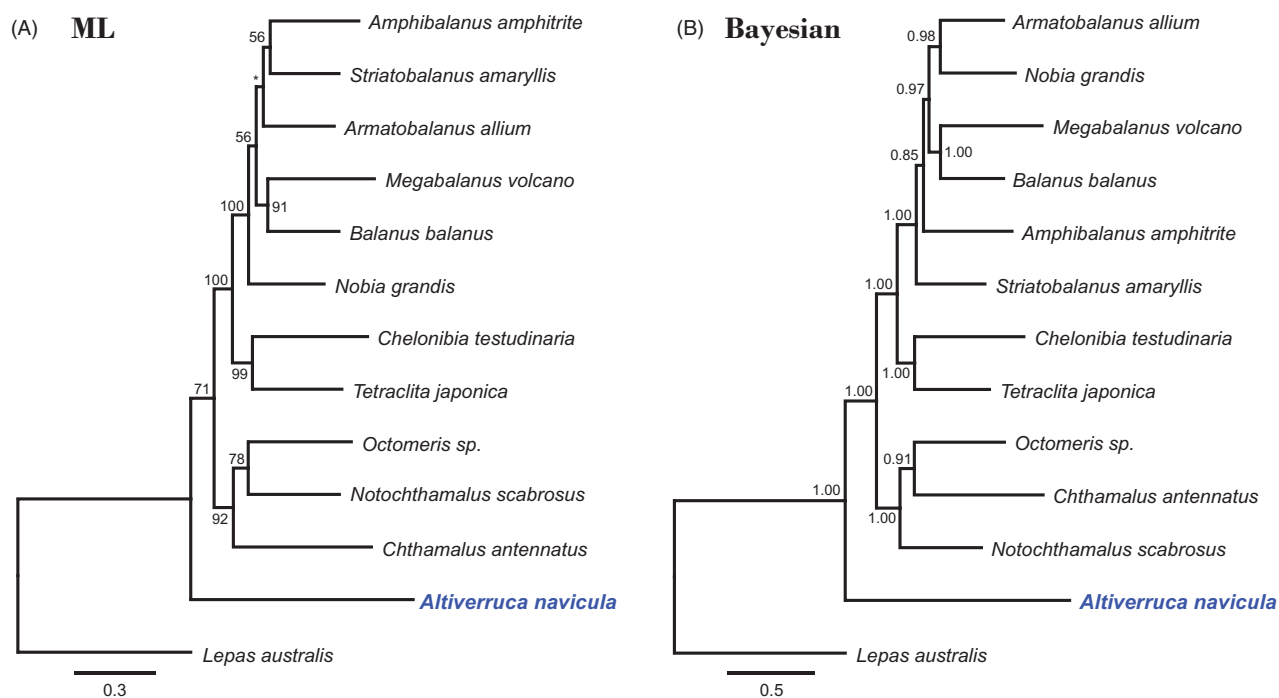 (A) ML
Amphibalanus amphitrite
56
Striatobalanus amaryllis
*
Armatobalanus allium
56
Megabalanus volcano
91
100
Balanus balanus
100
Nobia grandis
Chelonibia testudinaria
99
Tetraclita japonica
71
Octomeris sp.
78
Notochthamalus scabrosus
92
Chthamalus antennatus
Altiverruca navicula
Lepas australis
0.3
(B) Bayesian
Armatobalanus allium
0.98
Nobia grandis
0.97
Megabalanus volcano
1.00
0.85
Balanus balanus
1.00
Amphibalanus amphitrite
1.00
Striatobalanus amaryllis
Chelonibia testudinaria
1.00
Tetraclita japonica
1.00
Octomeris sp.
0.91
Chthamalus antennatus
1.00
1.00
Notochthamalus scabrosus
Altiverruca navicula
Lepas australis
0.5